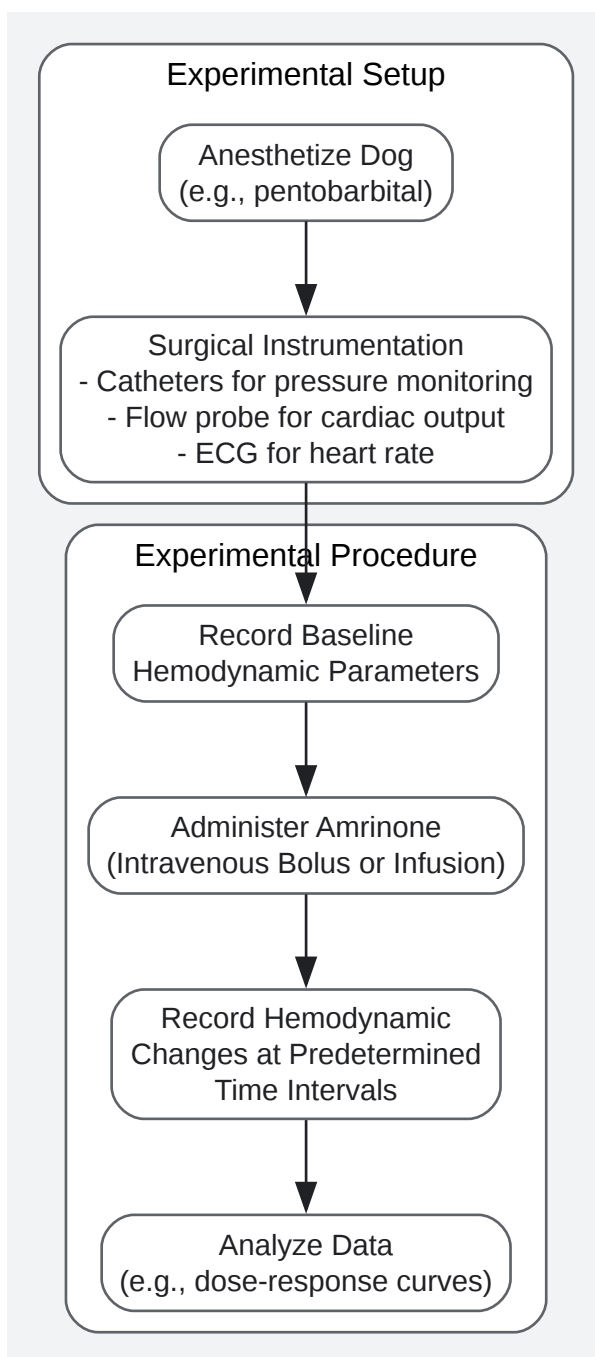 Experimental Setup
Anesthetize Dog
(e.g., pentobarbital)
Surgical Instrumentation
- Catheters for pressure monitoring
- Flow probe for cardiac output
- ECG for heart rate
Experimental Procedure
Record Baseline
Hemodynamic Parameters
Administer Amrinone
(Intravenous Bolus or Infusion)
Record Hemodynamic
Changes at Predetermined
Time Intervals
Analyze Data
(e.g., dose-response curves)